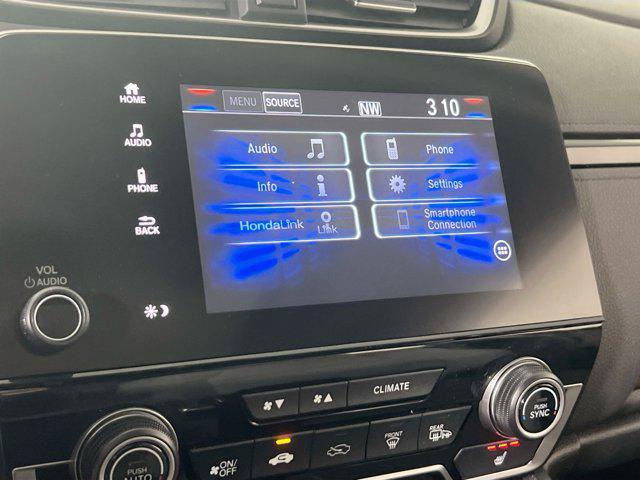 MENU SOURCE NW 3 10
HOME
AUDIO
PHONE
BACK
Audio Phone
Info i Settings
HondaLink Link Smartphone
Connection
VOL
AUDIO
CLIMATE
ON/
OFF
FRONT
REAR
PUSH
AUTO
PUSH
SYNC